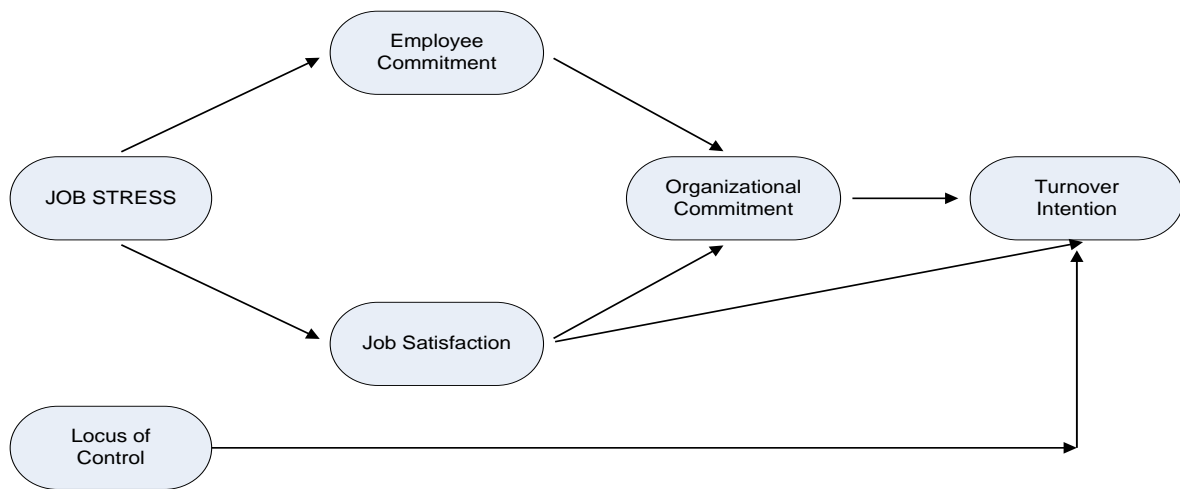 Employee
Commitment
JOB STRESS
Organizational
Commitment
Turnover
Intention
Job Satisfaction
Locus of
Control